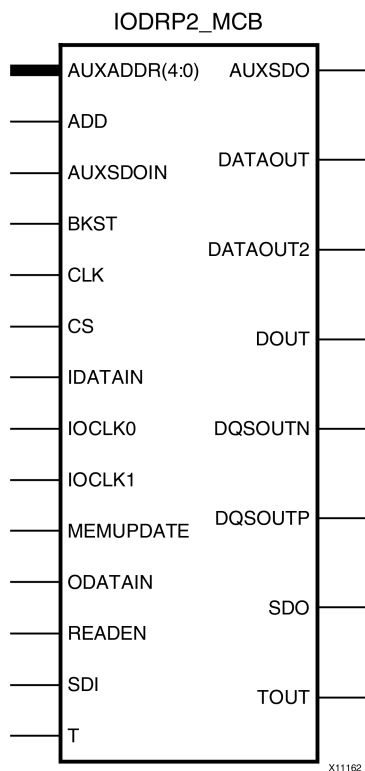 IODRP2_MCB
AUXADDR(4:0) AUXSDO
ADD
DATAOUT
AUXSDOIN
BKST
DATAOUT2
CLK
CS
DOUT
IDATAIN
IOCLK0 DQSOUTN
IOCLK1
DQSOUTP
MEMUPDATE
ODATAIN
SDO
READEN
SDI
TOUT
T
X11162